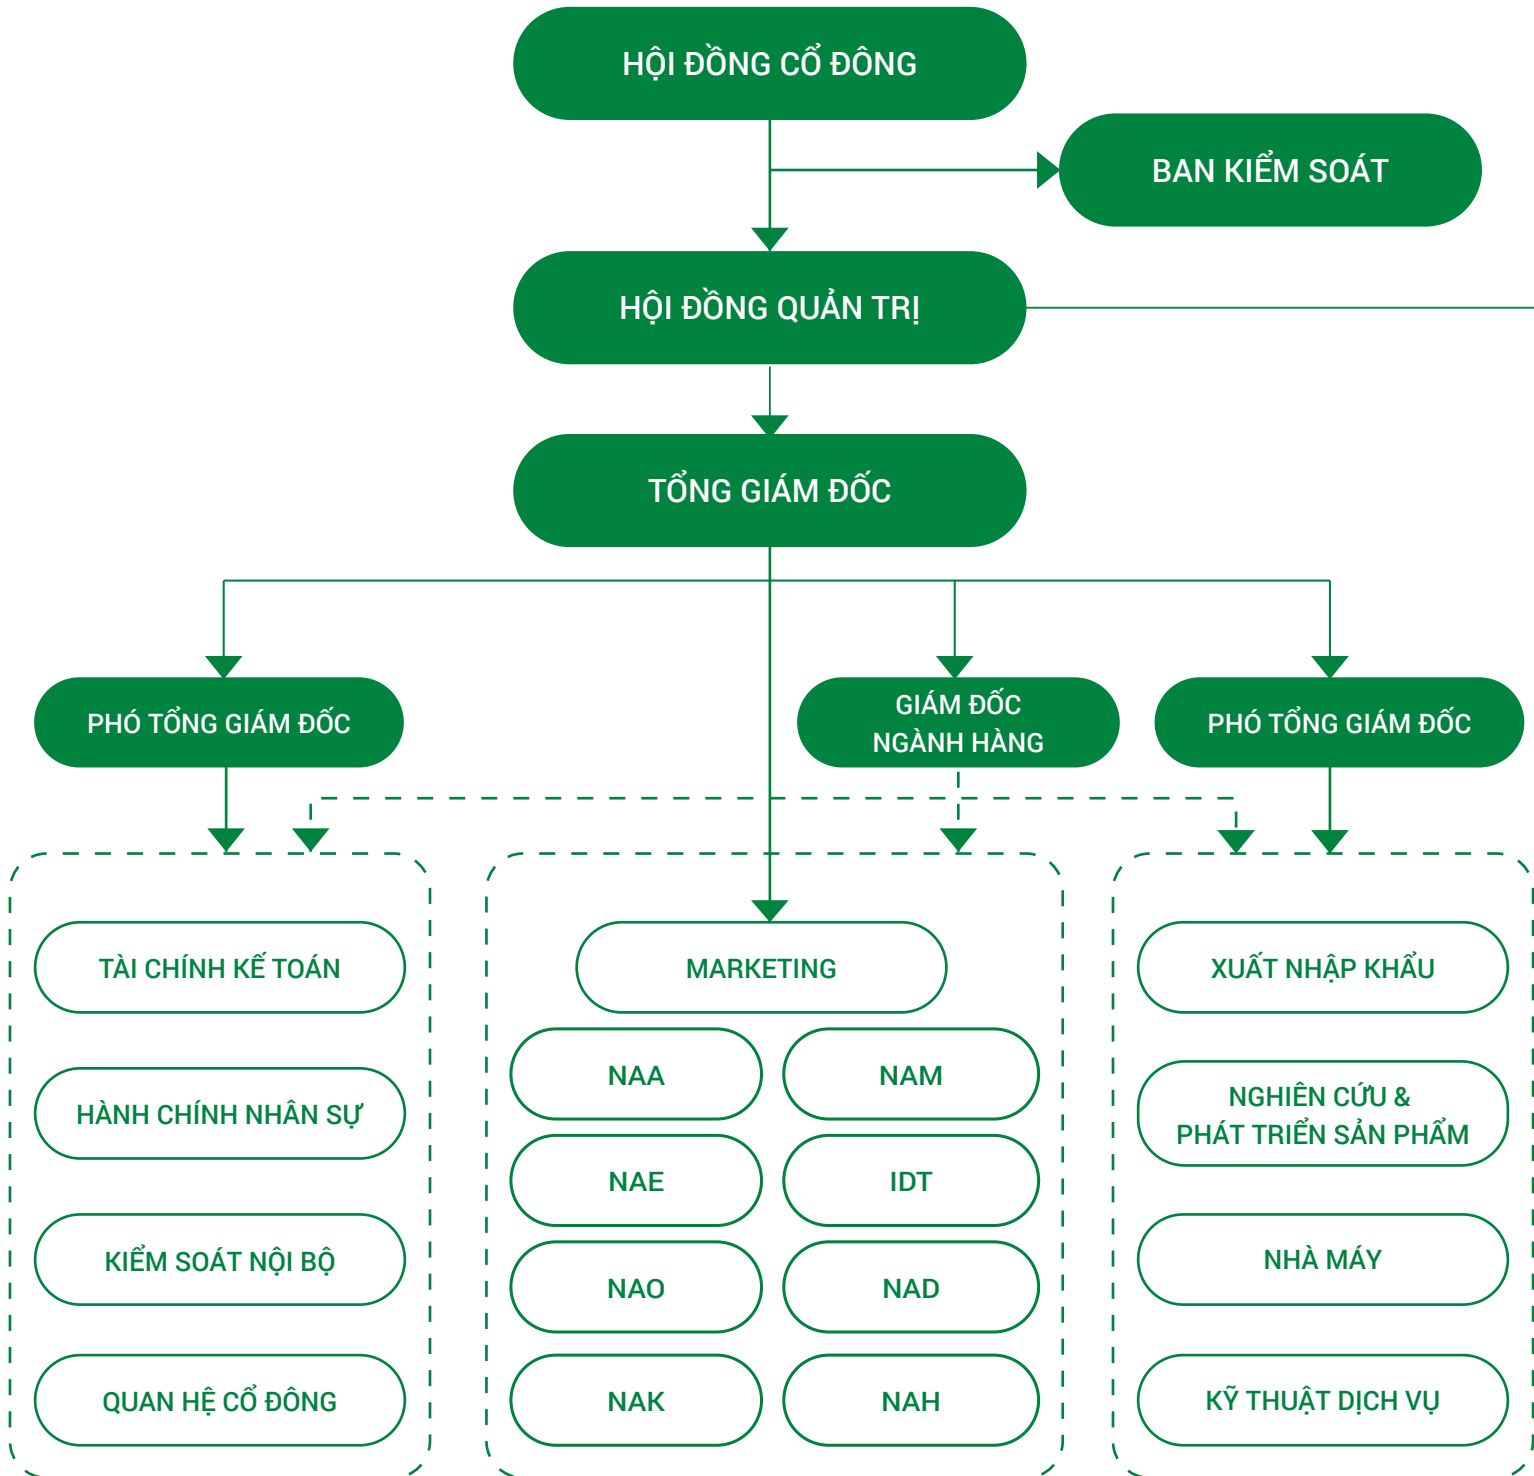 HỘI ĐỒNG CỔ ĐÔNG
BAN KIỂM SOÁT
HỘI ĐỒNG QUẢN TRỊ
TỔNG GIÁM ĐỐC
PHÓ TỔNG GIÁM ĐỐC
GIÁM ĐỐC
NGÀNH HÀNG
PHÓ TỔNG GIÁM ĐỐC
TÀI CHÍNH KẾ TOÁN
HÀNH CHÍNH NHÂN SỰ
KIỂM SOÁT NỘI BỘ
QUAN HỆ CỔ ĐÔNG
MARKETING
NAA
NAM
NAE
IDT
NAO
NAD
NAK
NAH
XUẤT NHẬP KHẨU
NGHIÊN CỨU &
PHÁT TRIỂN SẢN PHẨM
NHÀ MÁY
KỸ THUẬT DỊCH VỤ